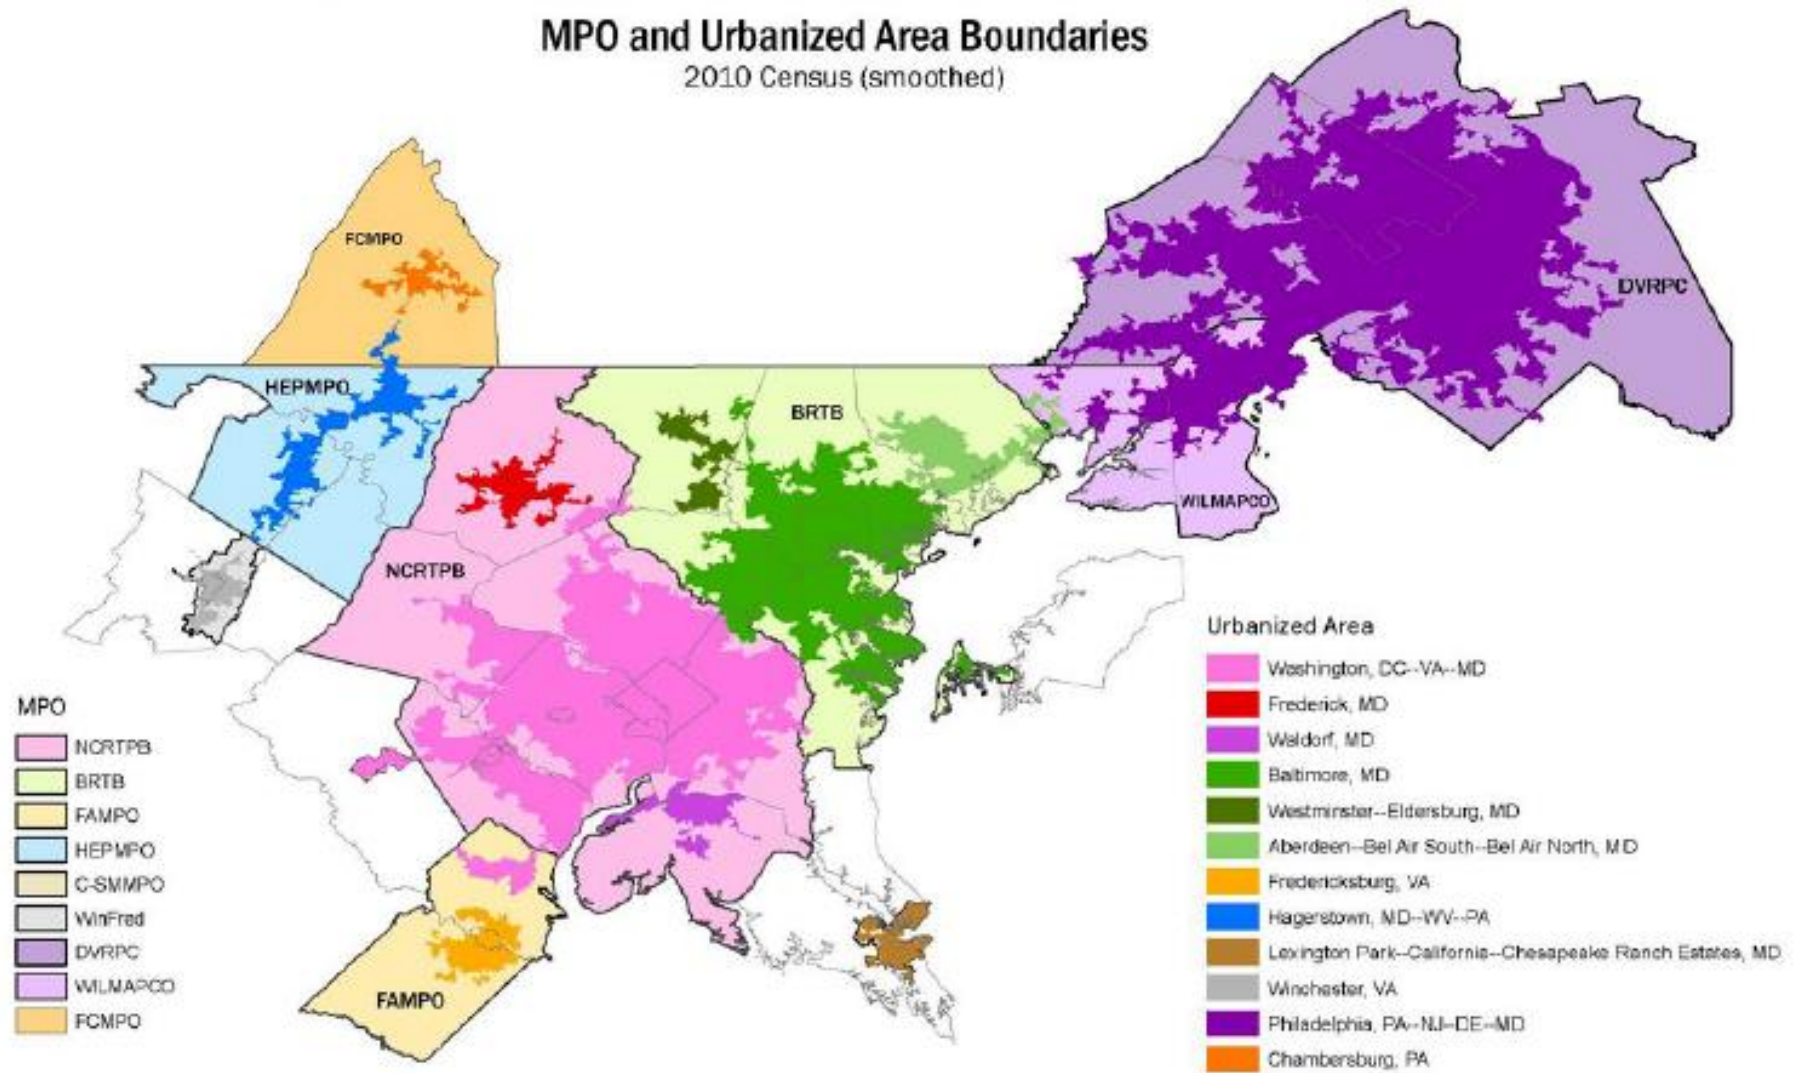 MPO and Urbanized Area Boundaries
2010 Census (smoothed)
FCMPO
DVRPC
HEPMPO
BRTB
WILMAPCO
NCRTPB
FAMPO
MPO
NCRTPB
BRTB
FAMPO
HEPMPO
C-SMMPO
WinFred
DVRPC
WILMAPCO
FCMPO
Urbanized Area
Washington, DC--VA--MD
Frederick, MD
Waldorf, MD
Baltimore, MD
Westminster--Eldersburg, MD
Aberdeen--Bel Air South--Bel Air North, MD
Fredericksburg, VA
Hagerstown, MD--WV--PA
Lexington Park--California--Chesapeake Ranch Estates, MD
Winchester, VA
Philadelphia, PA--NJ--DE--MD
Chambersburg, PA